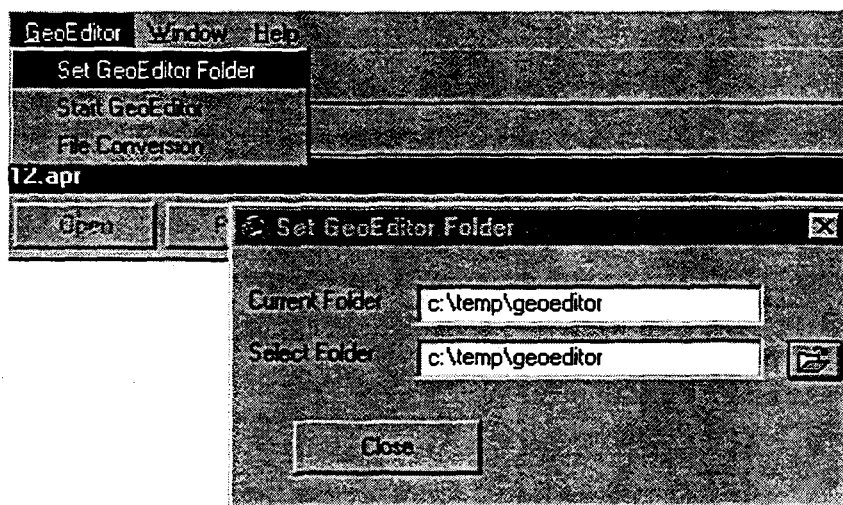 GeoEditor Window Help
Set GeoEditor Folder
Start GeoEditor
File Conversion
12.apr
Open P
Set GeoEditor Folder
Current Folder c:\temp\geoeditor
Select Folder c:\temp\geoeditor
Close